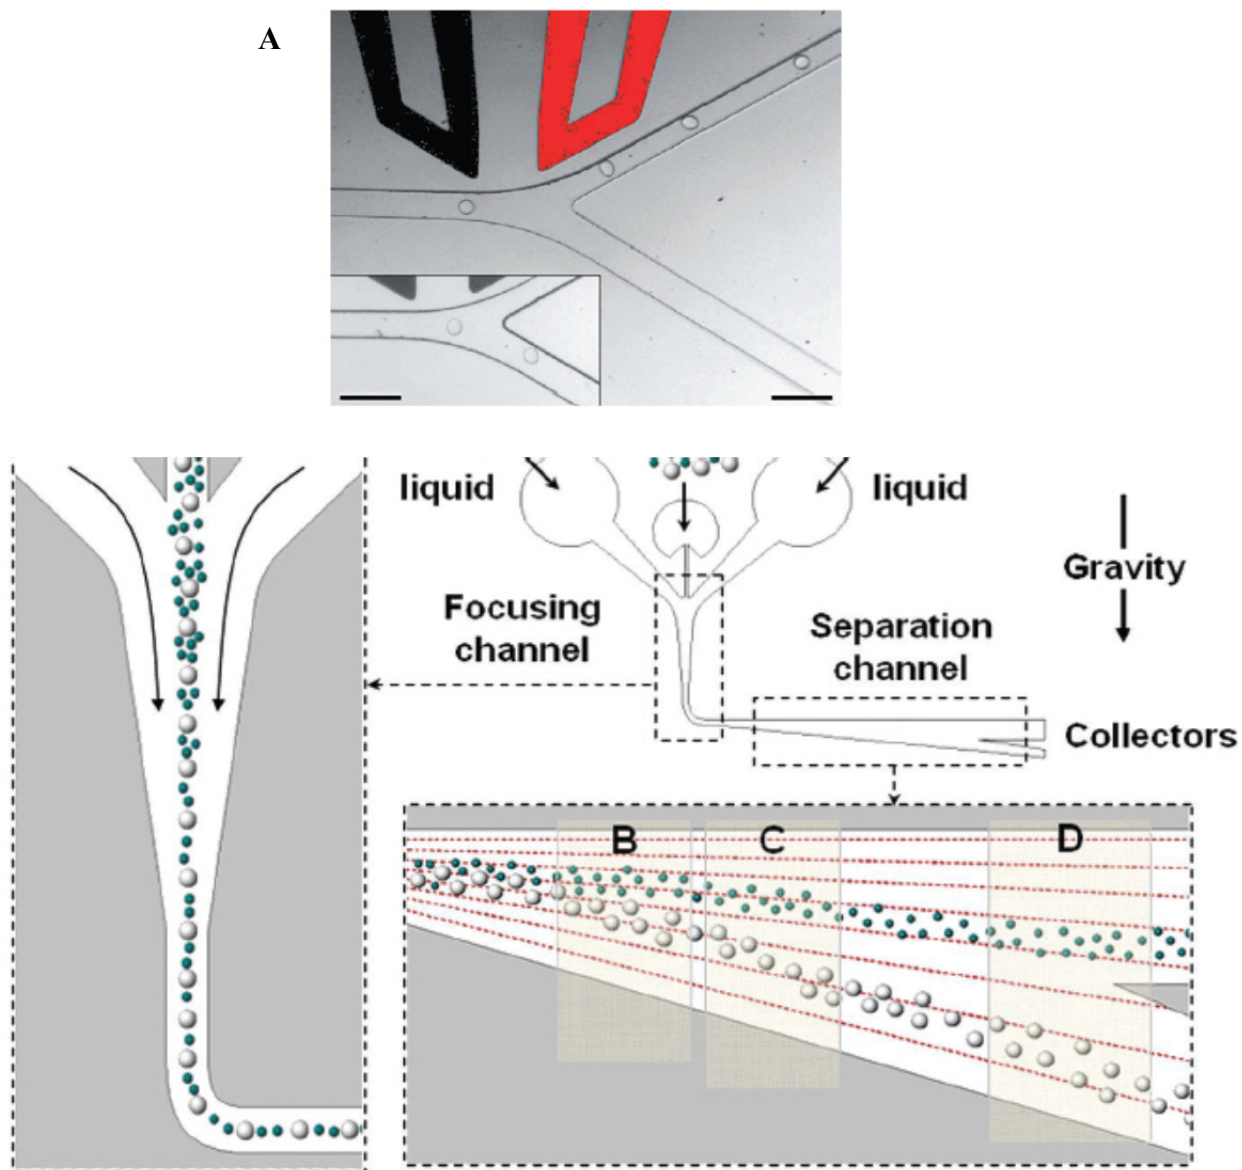 A
liquid
liquid
Gravity
Focusing
channel
Separation
channel
Collectors
B
C
D